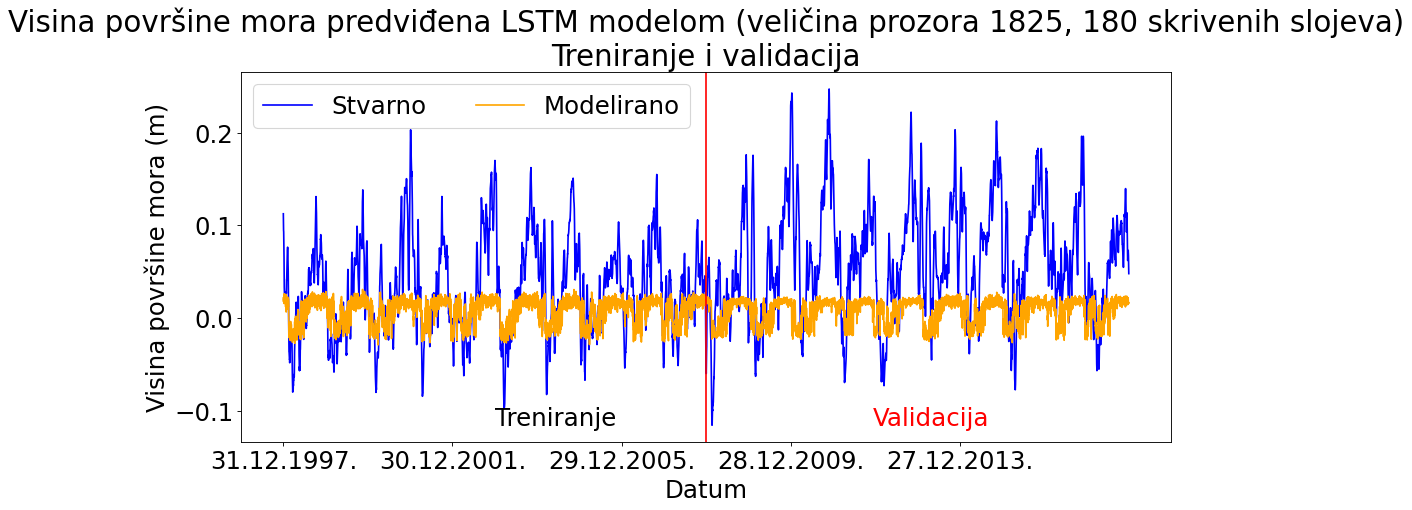 Visina površine mora predviđena LSTM modelom (veličina prozora 1825, 180 skrivenih slojeva)
Treniranje i validacija
Stvarno
Modelirano
Visina površine mora (m)
0.2
0.1
0.0
−0.1
Treniranje
Validacija
31.12.1997.
30.12.2001.
29.12.2005.
28.12.2009.
27.12.2013.
Datum